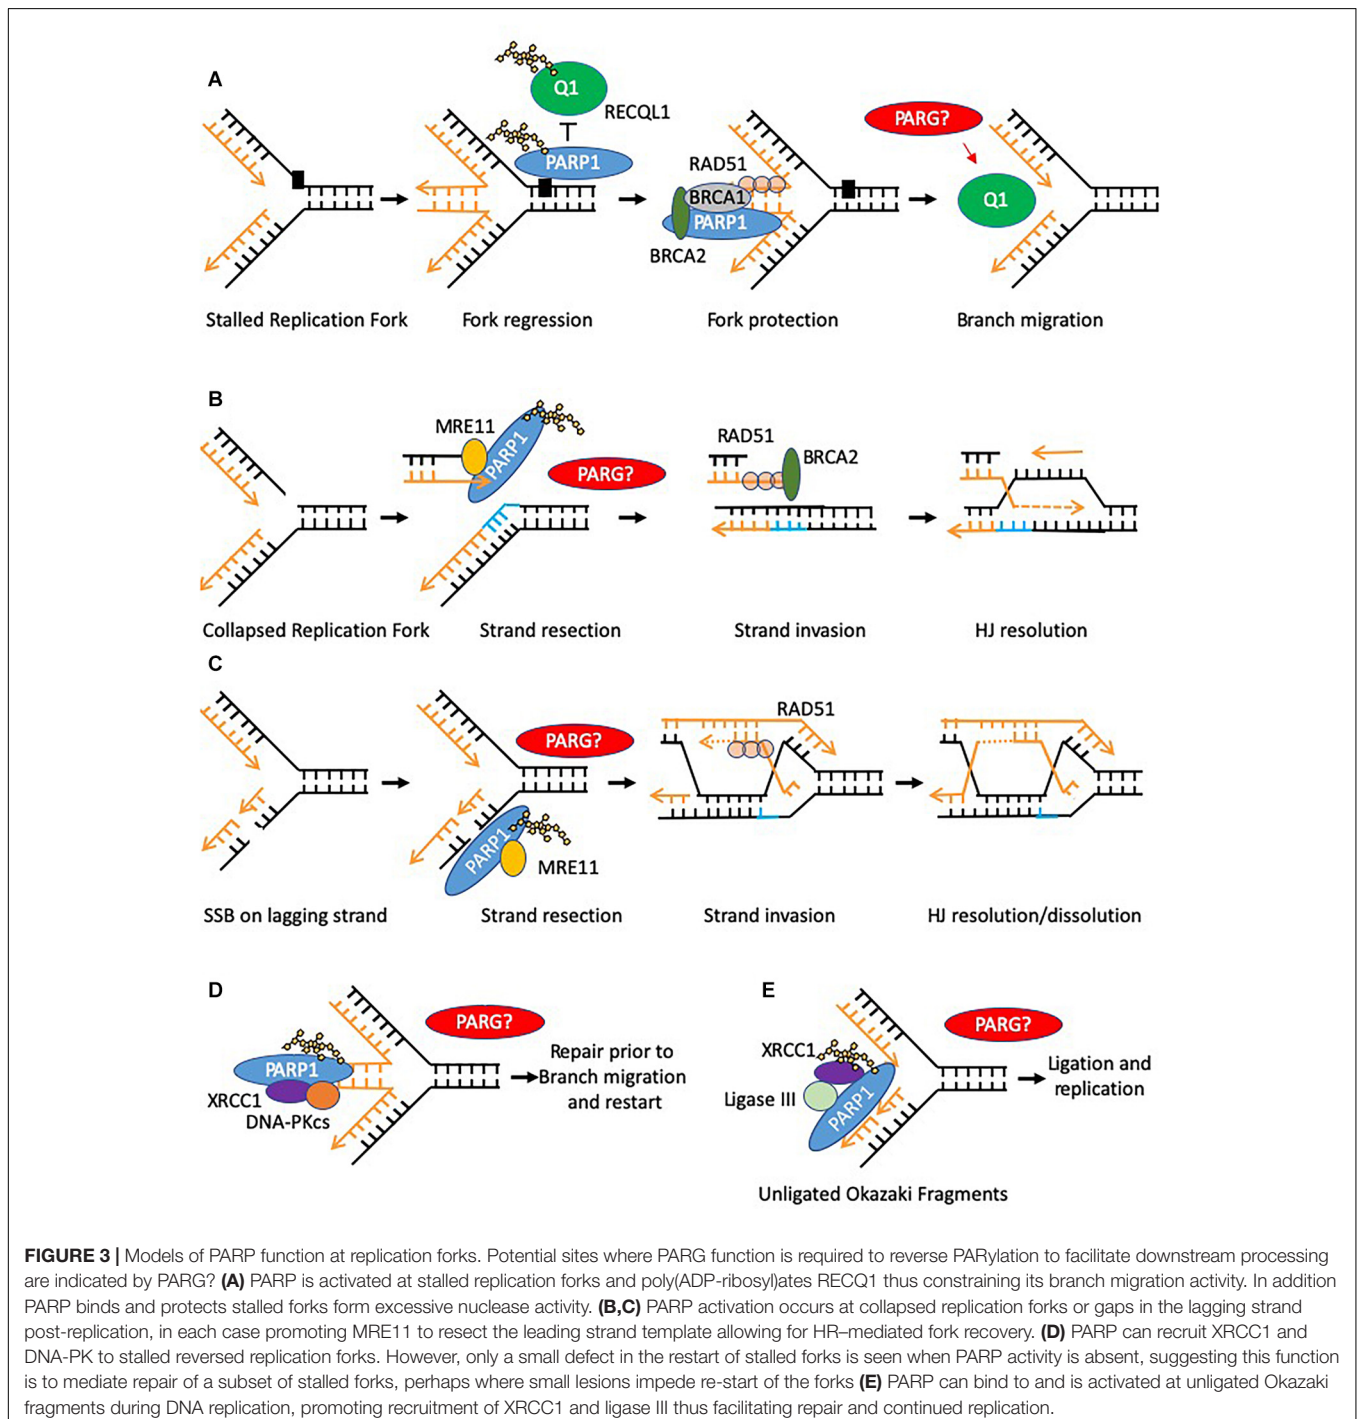 A
Q1
RECQL1
PARP1
PARG?
Q1
RAD51
BRCA1
PARP1
BRCA2
Stalled Replication Fork
Fork regression
Fork protection
Branch migration
B
MRE11
PARP1
PARG?
RAD51
BRCA2
Collapsed Replication Fork
Strand resection
Strand invasion
HJ resolution
C
PARG?
PARP1
MRE11
RAD51
SSB on lagging strand
Strand resection
Strand invasion
HJ resolution/dissolution
D
PARG?
PARP1
XRCC1
DNA-PKcs
Repair prior to
Branch migration
and restart
E
PARG?
XRCC1
Ligase III
PARP1
Ligation and
replication
Unligated Okazaki Fragments
FIGURE 3 | Models of PARP function at replication forks. Potential sites where PARG function is required to reverse PARylation to facilitate downstream processing
are indicated by PARG? (A) PARP is activated at stalled replication forks and poly(ADP-ribosyl)ates RECQ1 thus constraining its branch migration activity. In addition
PARP binds and protects stalled forks form excessive nuclease activity. (B,C) PARP activation occurs at collapsed replication forks or gaps in the lagging strand
post-replication, in each case promoting MRE11 to resect the leading strand template allowing for HR–mediated fork recovery. (D) PARP can recruit XRCC1 and
DNA-PK to stalled reversed replication forks. However, only a small defect in the restart of stalled forks is seen when PARP activity is absent, suggesting this function
is to mediate repair of a subset of stalled forks, perhaps where small lesions impede re-start of the forks (E) PARP can bind to and is activated at unligated Okazaki
fragments during DNA replication, promoting recruitment of XRCC1 and ligase III thus facilitating repair and continued replication.